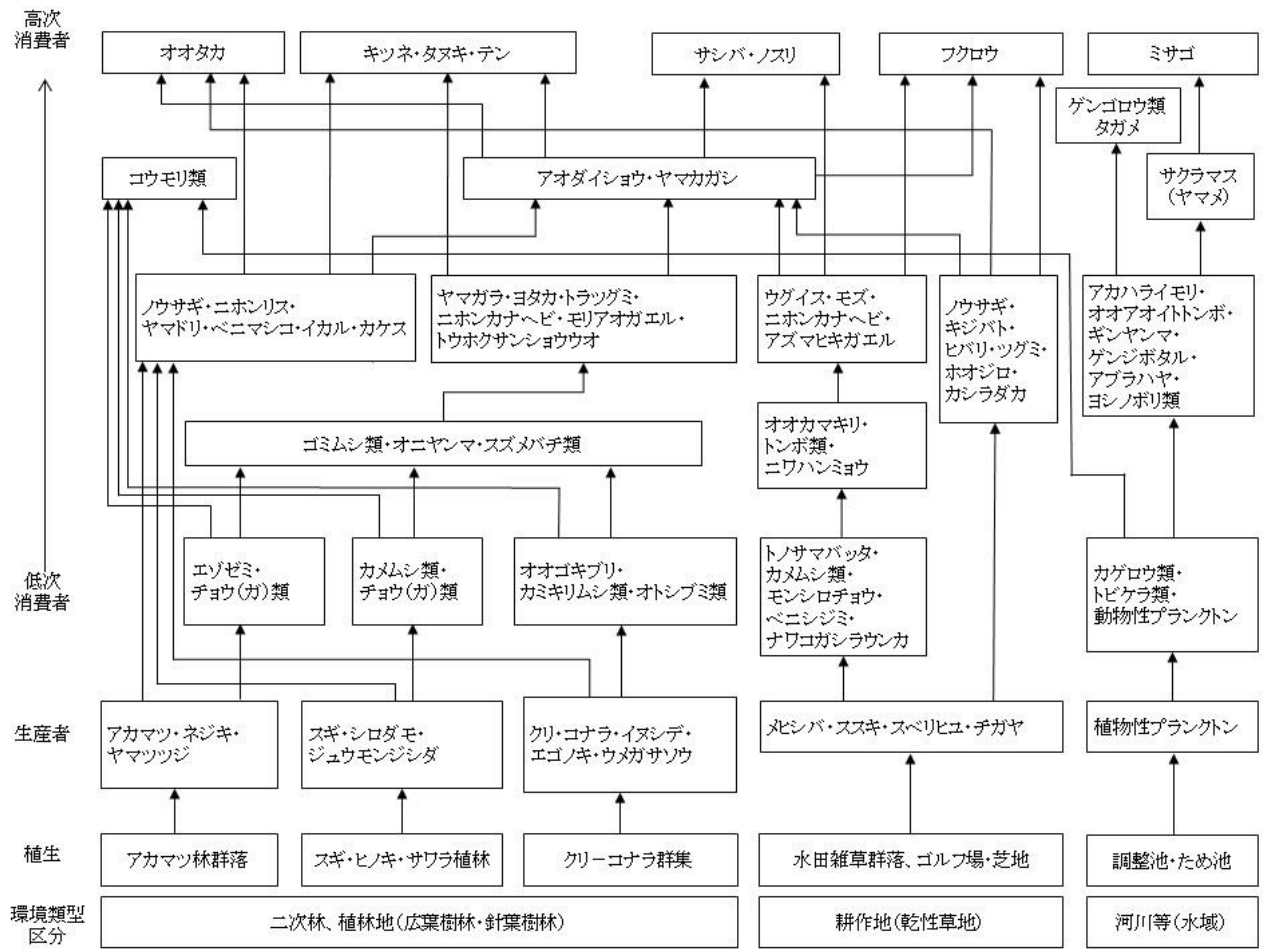 高次
消費者
オオタカ
キツネ・タヌキ・テン
サシバ・ノスリ
フクロウ
ミサゴ
ゲンゴロウ類
タガメ
コウモリ類
アオダイショウ・ヤマカガシ
サクラマス
(ヤマメ)
ノウサギ・ニホンリス・
ヤマドリ・ベニマシコ・イカル・カケス
ヤマガラ・ヨタカ・トラツグミ・
ニホンカナヘビ・モリアオガエル・
トウホクサンショウウオ
ウグイス・モズ・
ニホンカナヘビ・
アズマヒキガエル
ノウサギ・
キジバト・
ヒバリ・ツグミ・
ホオジロ・
カシラダカ
アカハライモリ・
オオアオイトトンボ・
ギンヤンマ・
ゲンジボタル・
アブラハヤ・
ヨシノボリ類
ゴミムシ類・オニヤンマ・スズメバチ類
オオカマキリ・
トンボ類・
ニワハンミョウ
低次
消費者
エゾゼミ・
チョウ(ガ)類
カメムシ類・
チョウ(ガ)類
オオゴキブリ・
カミキリムシ類・オトシブミ類
トノサマバッタ・
カメムシ類・
モンシロチョウ・
ベニシジミ・
ナワコガシラウンカ
カゲロウ類・
トビケラ類・
動物性プランクトン
生産者
アカマツ・ネジキ・
ヤマツツジ
スギ・シロダモ・
ジュウモンジシダ
クリ・コナラ・イヌシデ・
エゴノキ・ウメガサソウ
メヒシバ・ススキ・スベリヒユ・チガヤ
植物性プランクトン
植生
アカマツ林群落
スギ・ヒノキ・サワラ植林
クリーコナラ群集
水田雑草群落、ゴルフ場・芝地
調整池・ため池
環境類型
区分
二次林、植林地(広葉樹林・針葉樹林)
耕作地(乾性草地)
河川等(水域)